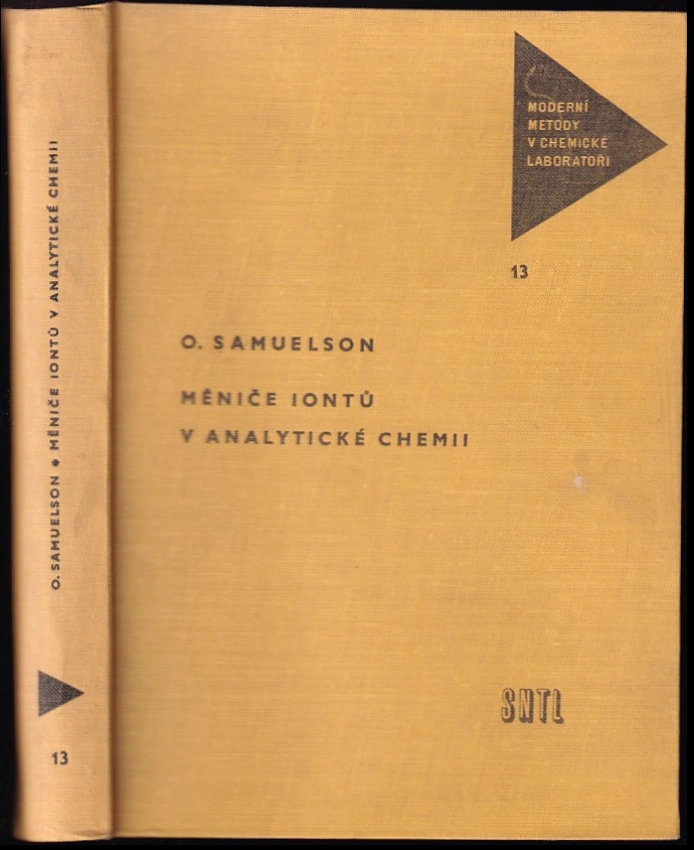 MODERNÍ
METODY
V CHEMICKÉ
LABORATOŘI
13
O. SAMUELSON
MĚNIČE IONTŮ
V ANALYTICKÉ CHEMII
SNTL
O. SAMUELSON • MĚNIČE IONTŮ V ANALYTICKÉ CHEMII
13